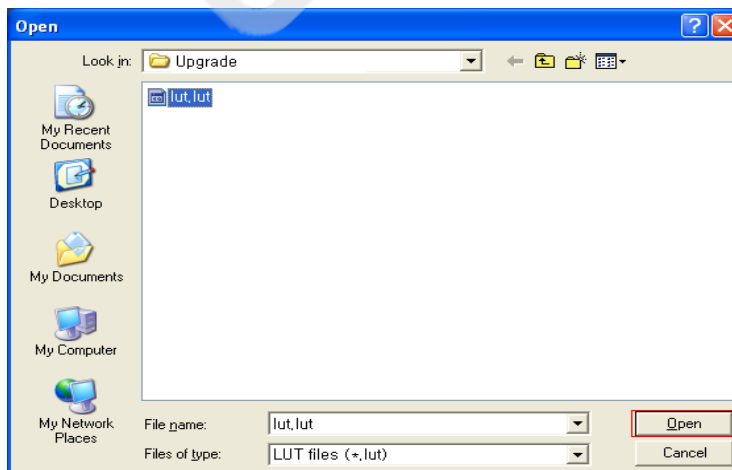 Open
Look in: Upgrade
lut.lut
My Recent
Documents
Desktop
My Documents
My Computer
My Network
Places
File name: lut.lut
Open
Files of type: LUT files (*.lut)
Cancel